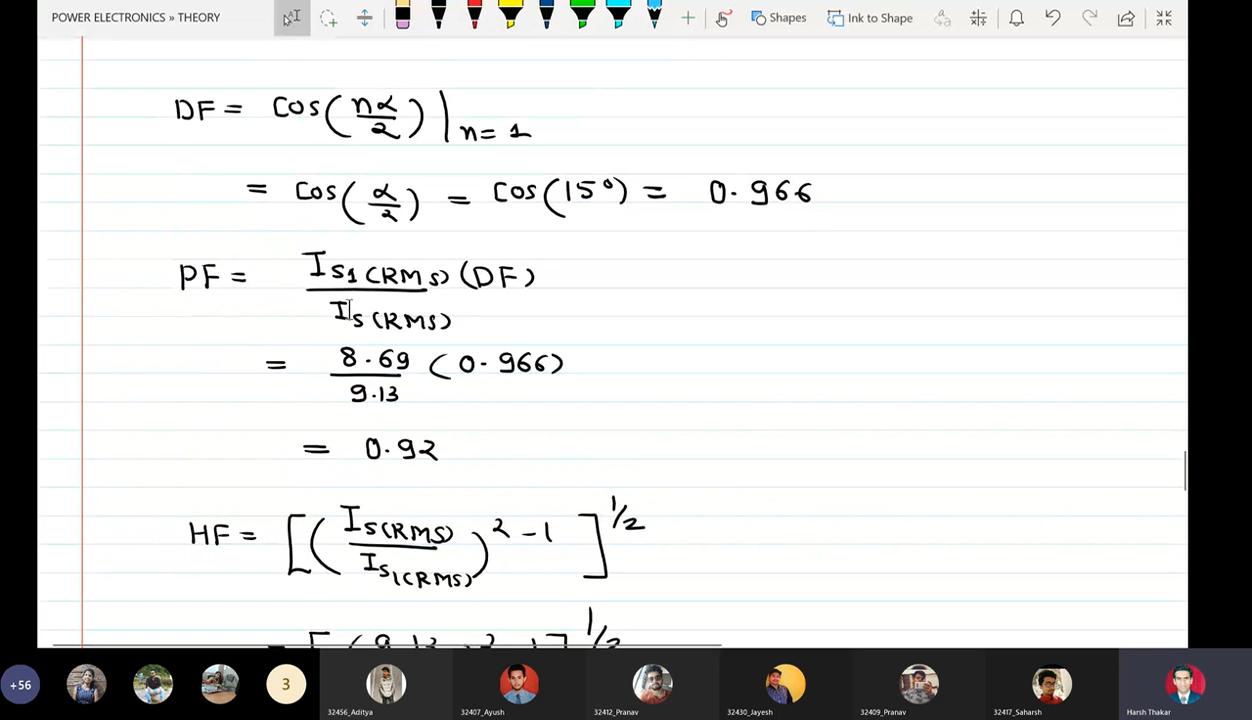 POWER ELECTRONICS » THEORY
Shapes
Ink to Shape
DF = Cos(nα/2)|n=1
= Cos(α/2) = Cos(15°) = 0.966
PF = Is1(RMS)/Is(RMS) (DF)
= 8.69/9.13 (0.966)
= 0.92
HF = [(Is(RMS)/Is1(RMS))^2 - 1]^1/2
+56
3
32456_Aditya
32407_Ayush
32412_Pranav
32430_Jayesh
32409_Pranav
32417_Saharsh
Harsh Thakar